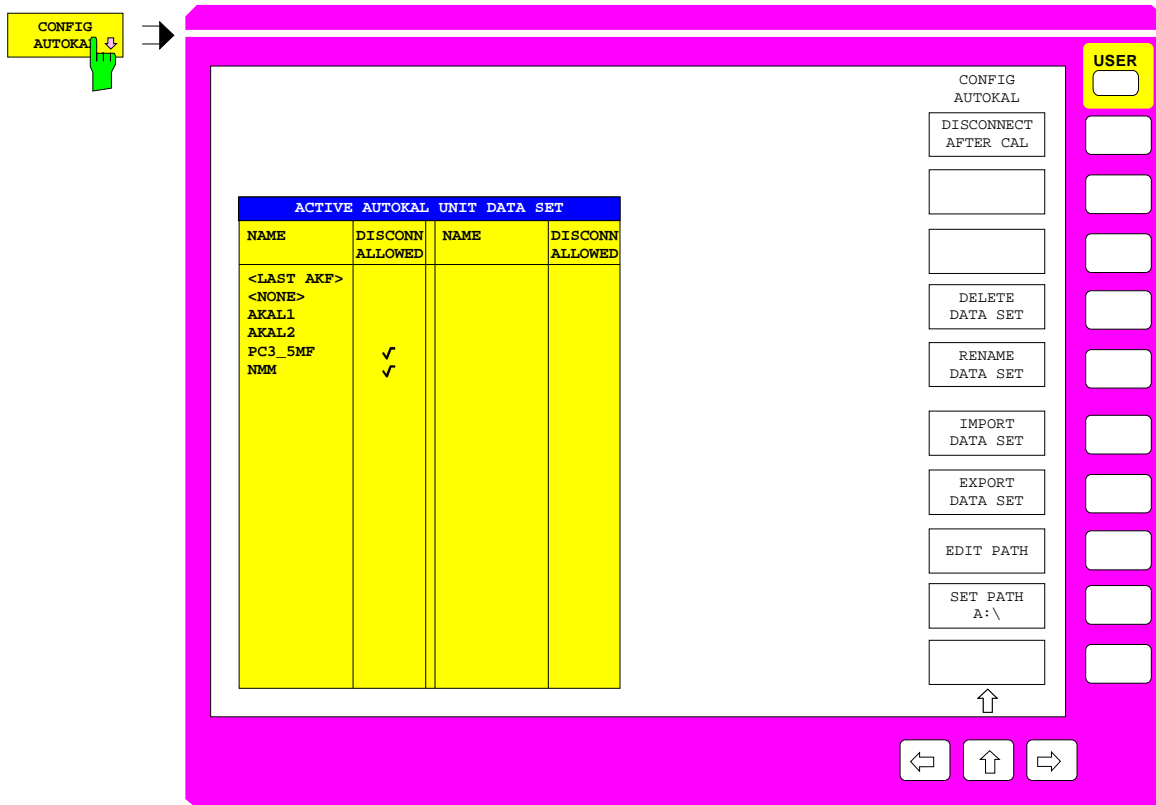 CONFIG
AUTOKAL
USER
CONFIG
AUTOKAL
DISCONNECT
AFTER CAL
DELETE
DATA SET
RENAME
DATA SET
IMPORT
DATA SET
EXPORT
DATA SET
EDIT PATH
SET PATH
A:\
ACTIVE AUTOKAL UNIT DATA SET
NAME DISCONN NAME DISCONN
ALLOWED ALLOWED
<LAST AKF>
<NONE>
AKAL1
AKAL2
PC3_5MF √
NMM √